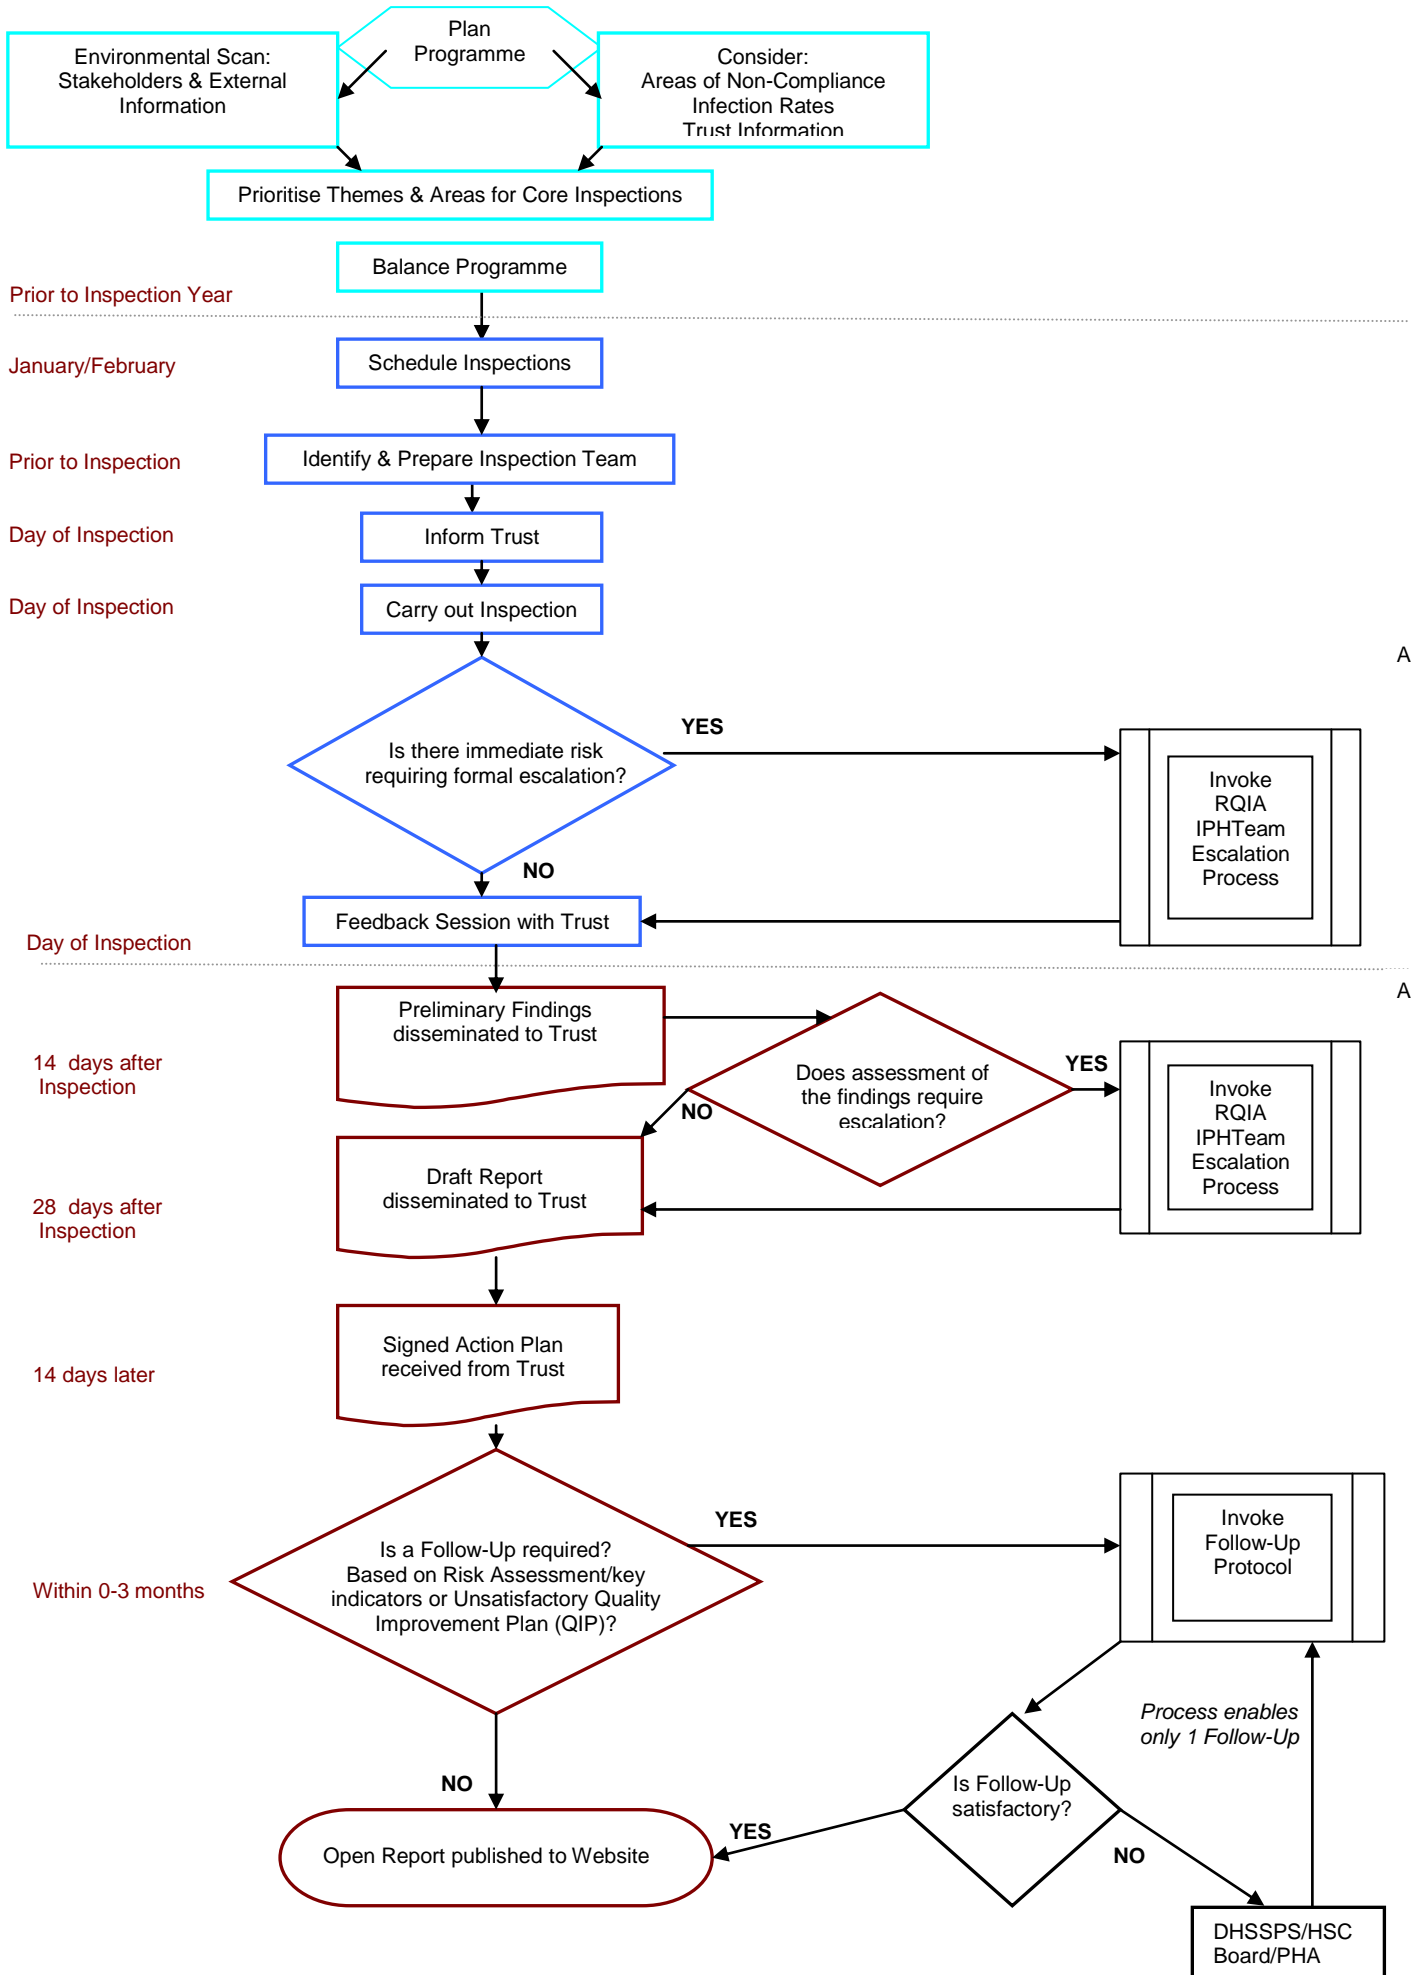 Plan
Programme
Environmental Scan:
Stakeholders & External
Information
Consider:
Areas of Non-Compliance
Infection Rates
Trust Information
Prioritise Themes & Areas for Core Inspections
Balance Programme
Prior to Inspection Year
January/February
Schedule Inspections
Prior to Inspection
Identify & Prepare Inspection Team
Day of Inspection
Inform Trust
Day of Inspection
Carry out Inspection
A
Is there immediate risk
requiring formal escalation?
YES
Invoke
RQIA
IPHTeam
Escalation
Process
NO
Feedback Session with Trust
Day of Inspection
A
Preliminary Findings
disseminated to Trust
14 days after
Inspection
Does assessment of
the findings require
escalation?
YES
NO
Invoke
RQIA
IPHTeam
Escalation
Process
Draft Report
disseminated to Trust
28 days after
Inspection
Signed Action Plan
received from Trust
14 days later
YES
Is a Follow-Up required?
Based on Risk Assessment/key
indicators or Unsatisfactory Quality
Improvement Plan (QIP)?
Within 0-3 months
Invoke
Follow-Up
Protocol
Process enables
only 1 Follow-Up
NO
Is Follow-Up
satisfactory?
YES
NO
Open Report published to Website
DHSSPS/HSC
Board/PHA